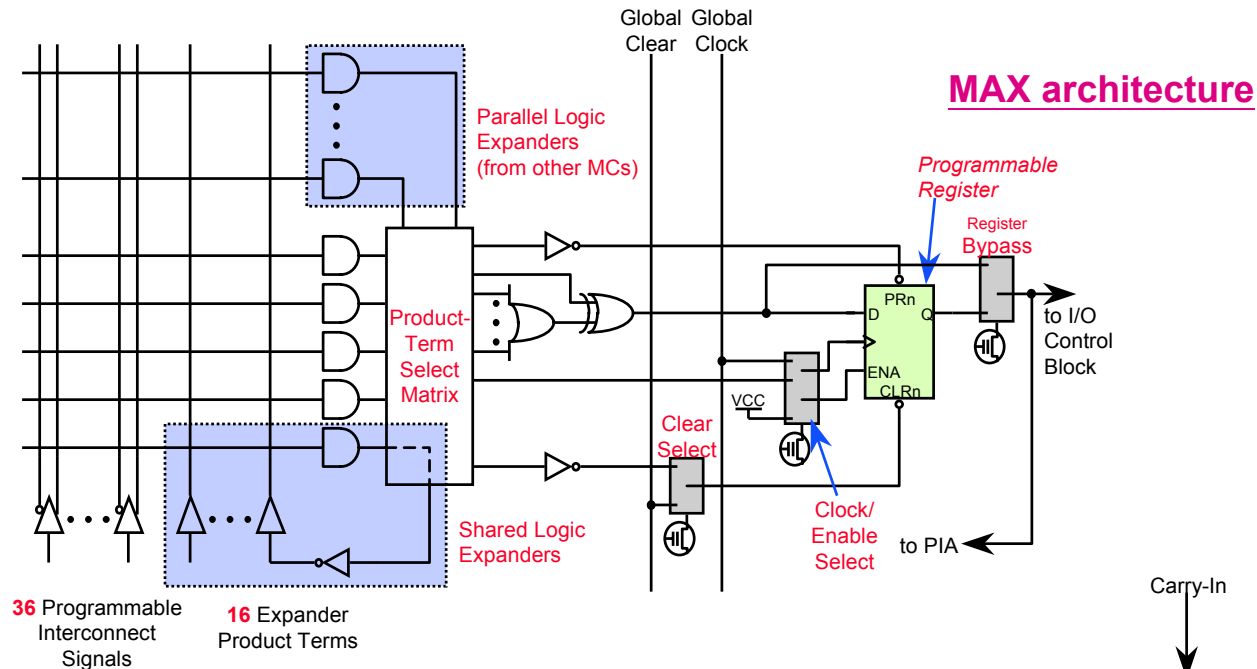 Global
Clear
Global
Clock
MAX architecture
Parallel Logic
Expanders
(from other MCs)
Programmable
Register
Register
Bypass
PRn
D
Q
ENA
CLRn
to I/O
Control
Block
Product-
Term
Select
Matrix
VCC
Clear
Select
Clock/
Enable
Select
Shared Logic
Expanders
to PIA
36 Programmable
Interconnect
Signals
16 Expander
Product Terms
Carry-In